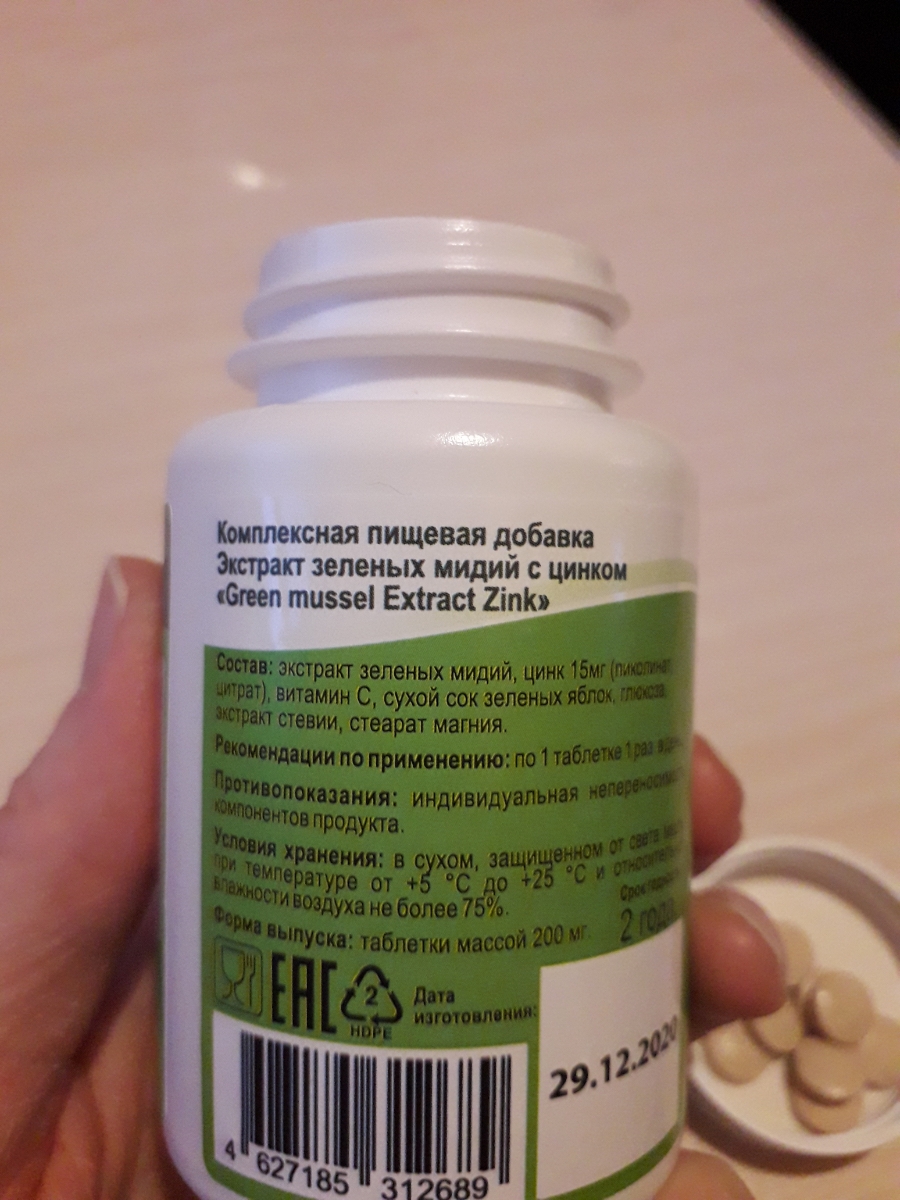 Комплексная пищевая добавка
Экстракт зеленых мидий с цинком
«Green mussel Extract Zink»
Состав: экстракт зеленых мидий, цинк 15мг (пиколинат,
цитрат), витамин С, сухой сок зеленых яблок, глюкоза,
экстракт стевии, стеарат магния.
Рекомендации по применению: по 1 таблетке 1 раз в день
Противопоказания: индивидуальная
компонентов продукта.
Условия хранения: в сухом, защищенном от света
при температуре от +5 °С до +25 °С и
влажности воздуха не более 75%.
Срок
Форма выпуска: таблетки массой 200 мг.
2 года
EAC
2
HDPE
Дата
изготовления:
29.12.2020
4 627185 312689